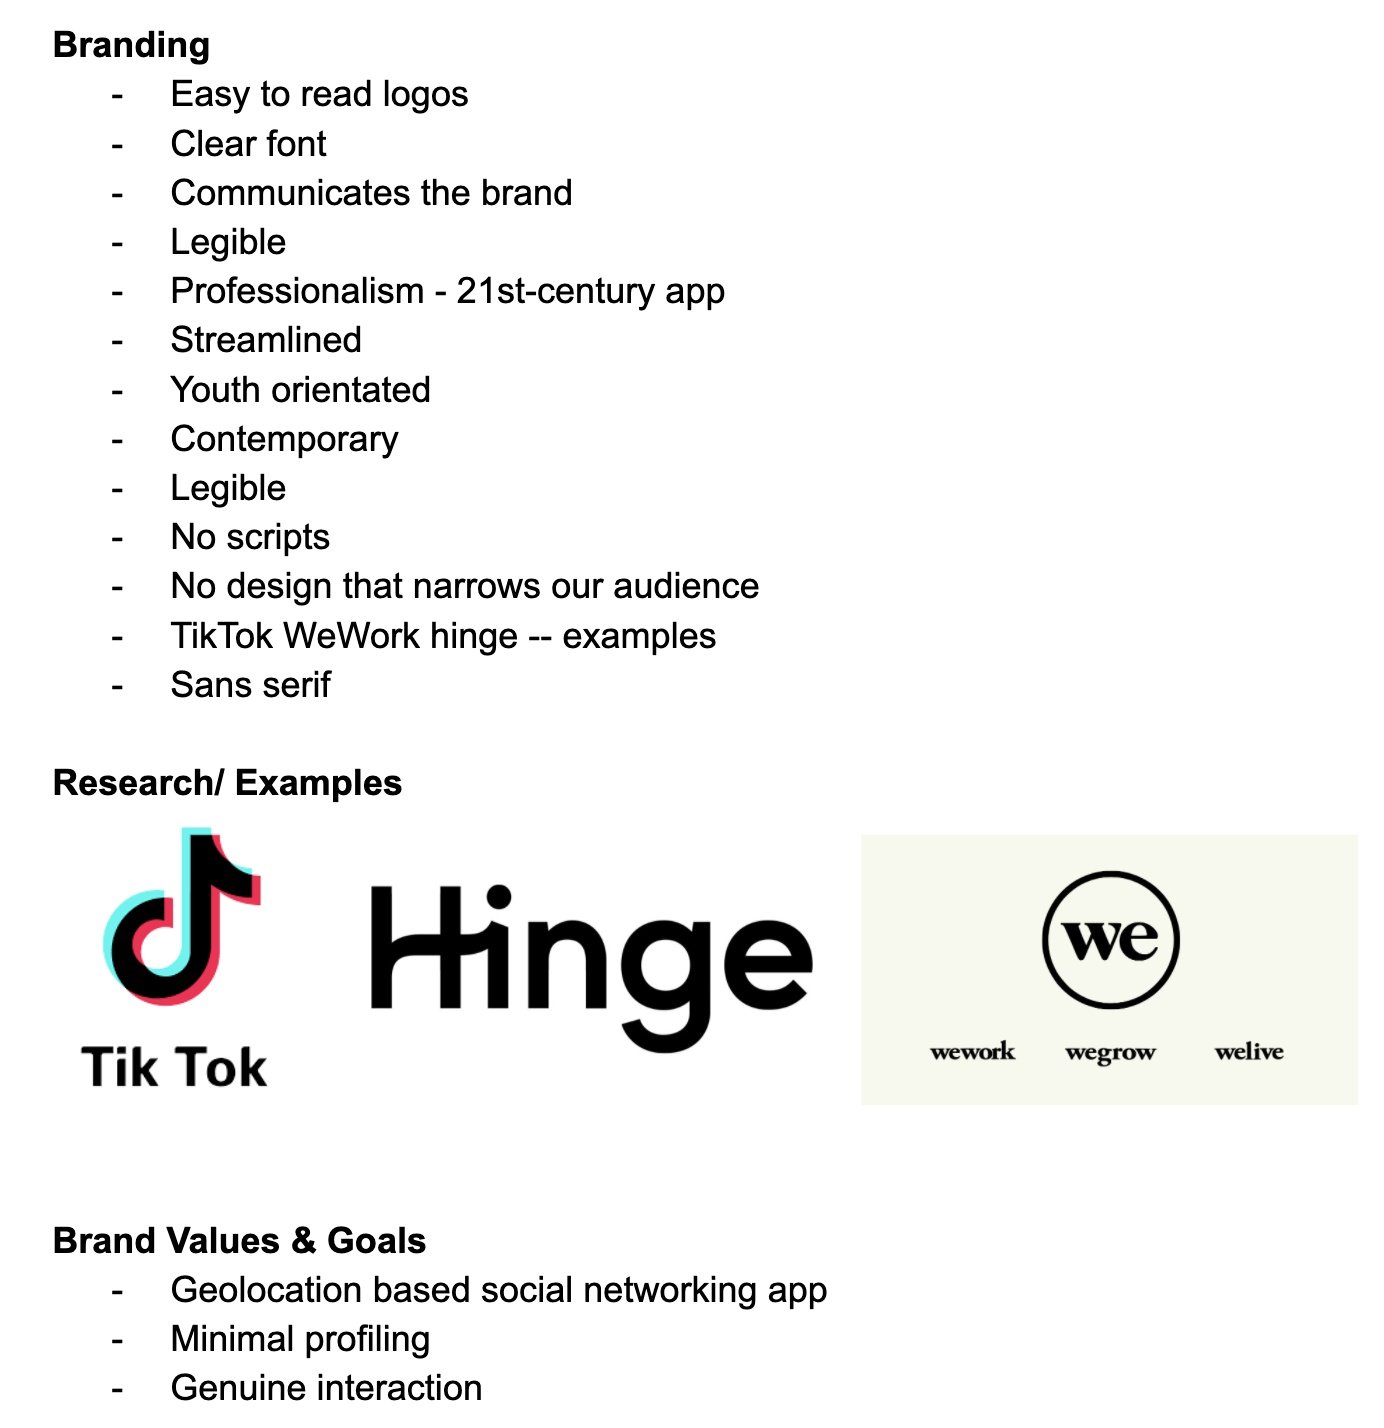 Branding
- Easy to read logos
- Clear font
- Communicates the brand
- Legible
- Professionalism - 21st-century app
- Streamlined
- Youth orientated
- Contemporary
- Legible
- No scripts
- No design that narrows our audience
- TikTok WeWork hinge -- examples
- Sans serif
Research/ Examples
Tik Tok
Hinge
we
wework wegrow welive
Brand Values & Goals
- Geolocation based social networking app
- Minimal profiling
- Genuine interaction